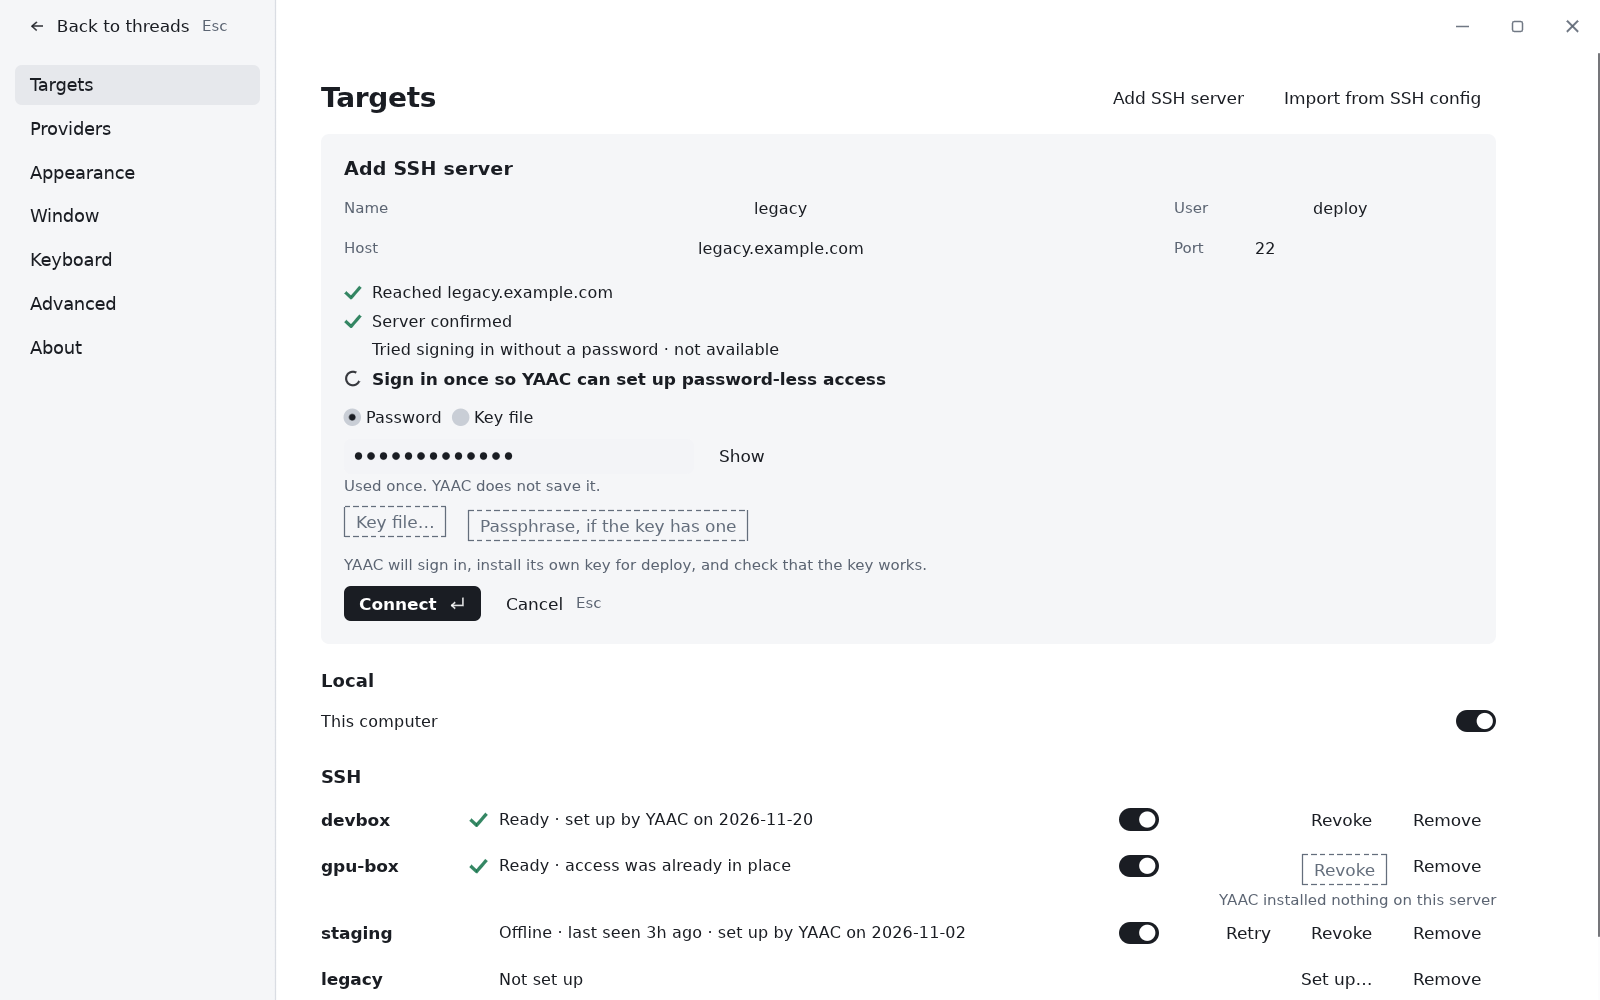 Back to threads Esc
Targets
Providers
Appearance
Window
Keyboard
Advanced
About
Targets
Add SSH server Import from SSH config
Add SSH server
Name legacy User deploy
Host legacy.example.com Port 22
Reached legacy.example.com
Server confirmed
Tried signing in without a password · not available
Sign in once so YAAC can set up password-less access
Password Key file
••••••••••••• Show
Used once. YAAC does not save it.
Key file… Passphrase, if the key has one
YAAC will sign in, install its own key for deploy, and check that the key works.
Connect Cancel Esc
Local
This computer
SSH
devbox Ready · set up by YAAC on 2026-11-20 Revoke Remove
gpu-box Ready · access was already in place Revoke Remove
YAAC installed nothing on this server
staging Offline · last seen 3h ago · set up by YAAC on 2026-11-02 Retry Revoke Remove
legacy Not set up Set up… Remove